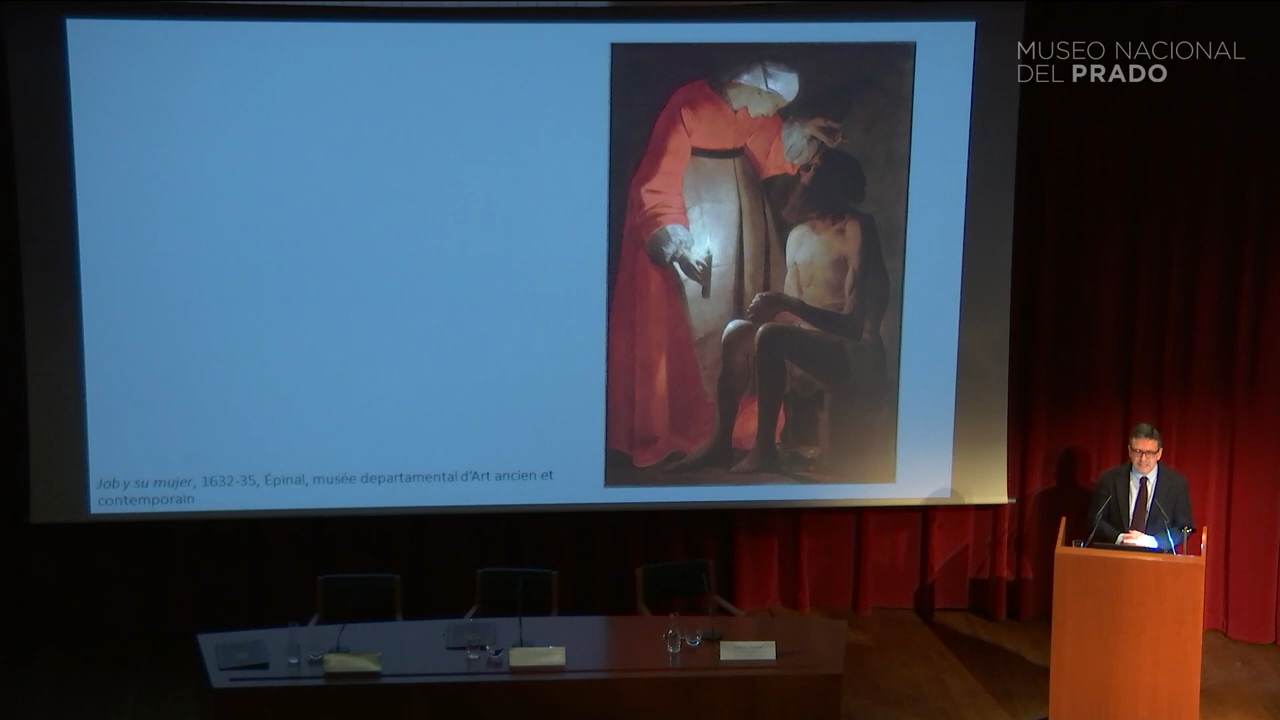 MUSEO NACIONAL
DEL PRADO
Job y su mujer, 1632-35, Épinal, musée departamental d'Art ancien et
contemporain